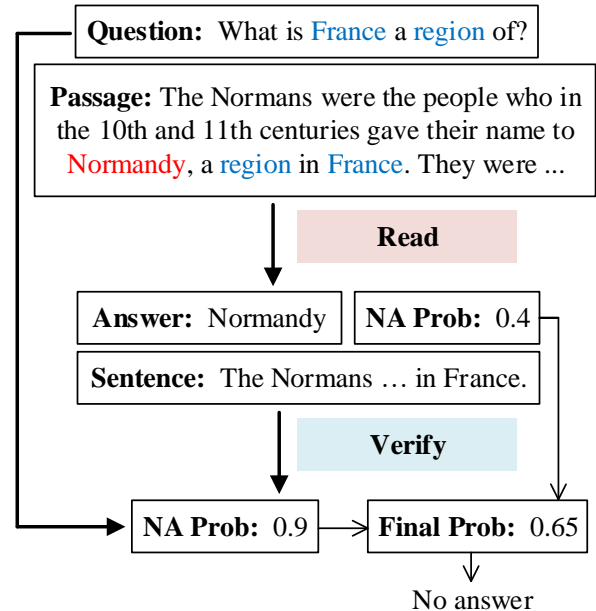 Question: What is France a region of?
Passage: The Normans were the people who in
the 10th and 11th centuries gave their name to
Normandy, a region in France. They were ...
Read
Answer: Normandy
NA Prob: 0.4
Sentence: The Normans … in France.
Verify
NA Prob: 0.9
Final Prob: 0.65
No answer